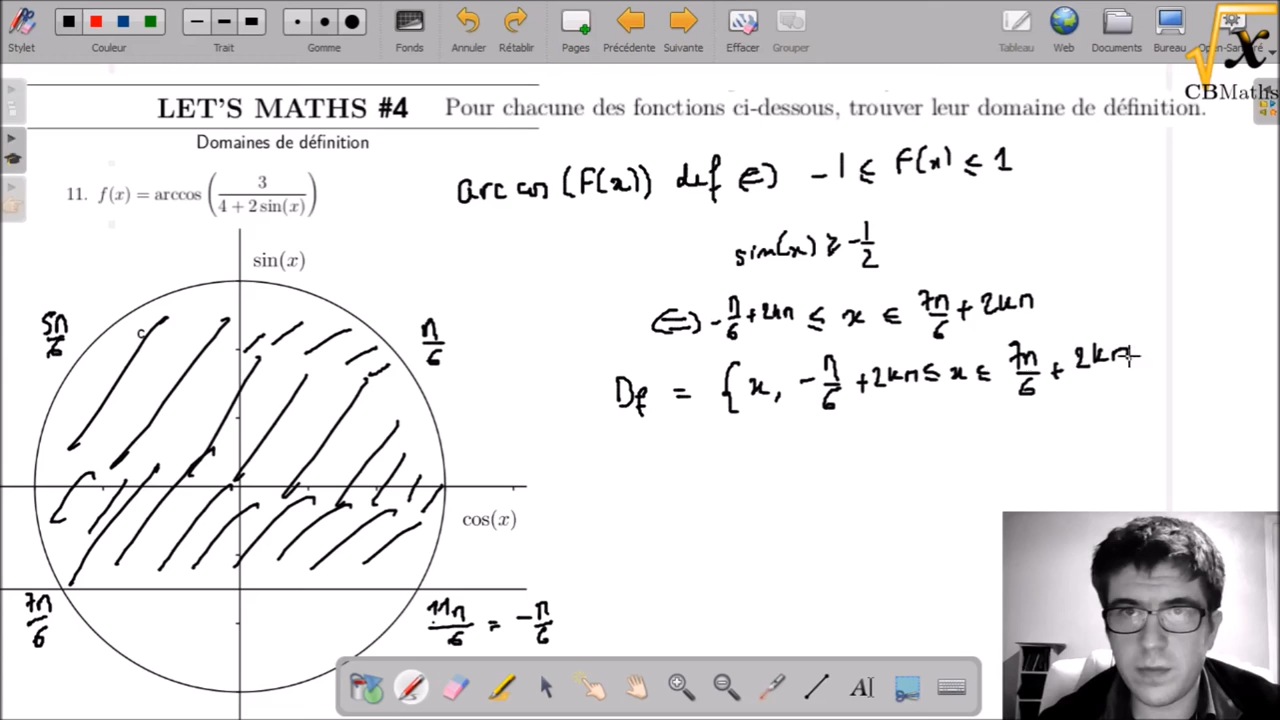 Stylet Couleur Trait Gomme Fonds Annuler Rétablir Pages Précédente Suivante Effacer Grouper Tableau Web Documents Bureau Open-Sankoré
CBMaths
LET'S MATHS #4 Pour chacune des fonctions ci-dessous, trouver leur domaine de définition.
Domaines de définition
11. f(x) = arccos (3 / (4 + 2 sin(x)))
arc cos (F(x)) def ⇔ -1 ≤ F(x) ≤ 1
sin(x) ≥ -1/2
⇔ -π/6 + 2kπ ≤ x ≤ 7π/6 + 2kπ
Df = { x, -π/6 + 2kπ ≤ x ≤ 7π/6 + 2kπ
sin(x)
5π/6 π/6
cos(x)
7π/6 11π/6 = -π/6
AI